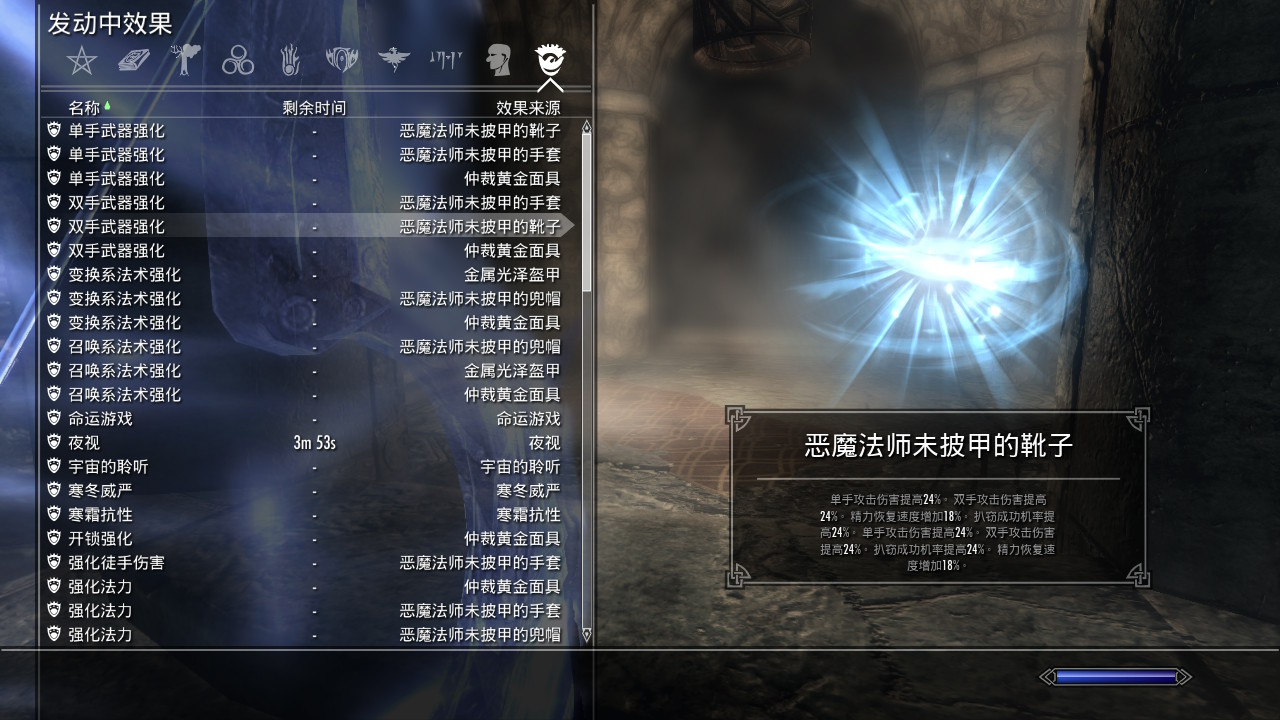 发动中效果
名称 剩余时间 效果来源
单手武器强化 - 恶魔法师未披甲的靴子
单手武器强化 - 恶魔法师未披甲的手套
单手武器强化 - 仲裁黄金面具
双手武器强化 - 恶魔法师未披甲的手套
双手武器强化 - 恶魔法师未披甲的靴子
双手武器强化 - 仲裁黄金面具
变换系法术强化 - 金属光泽盔甲
变换系法术强化 - 恶魔法师未披甲的兜帽
变换系法术强化 - 仲裁黄金面具
召唤系法术强化 - 恶魔法师未披甲的兜帽
召唤系法术强化 - 金属光泽盔甲
召唤系法术强化 - 仲裁黄金面具
命运游戏 - 命运游戏
夜视 3m 53s 夜视
宇宙的聆听 - 宇宙的聆听
寒冬威严 - 寒冬威严
寒霜抗性 - 寒霜抗性
开锁强化 - 仲裁黄金面具
强化徒手伤害 - 恶魔法师未披甲的手套
强化法力 - 仲裁黄金面具
强化法力 - 恶魔法师未披甲的手套
强化法力 - 恶魔法师未披甲的兜帽
恶魔法师未披甲的靴子
单手攻击伤害提高24%。双手攻击伤害提高
24%。精力恢复速度增加18%。扒窃成功机率提
高24%。单手攻击伤害提高24%。双手攻击伤害
提高24%。扒窃成功机率提高24%。精力恢复速
度增加18%。